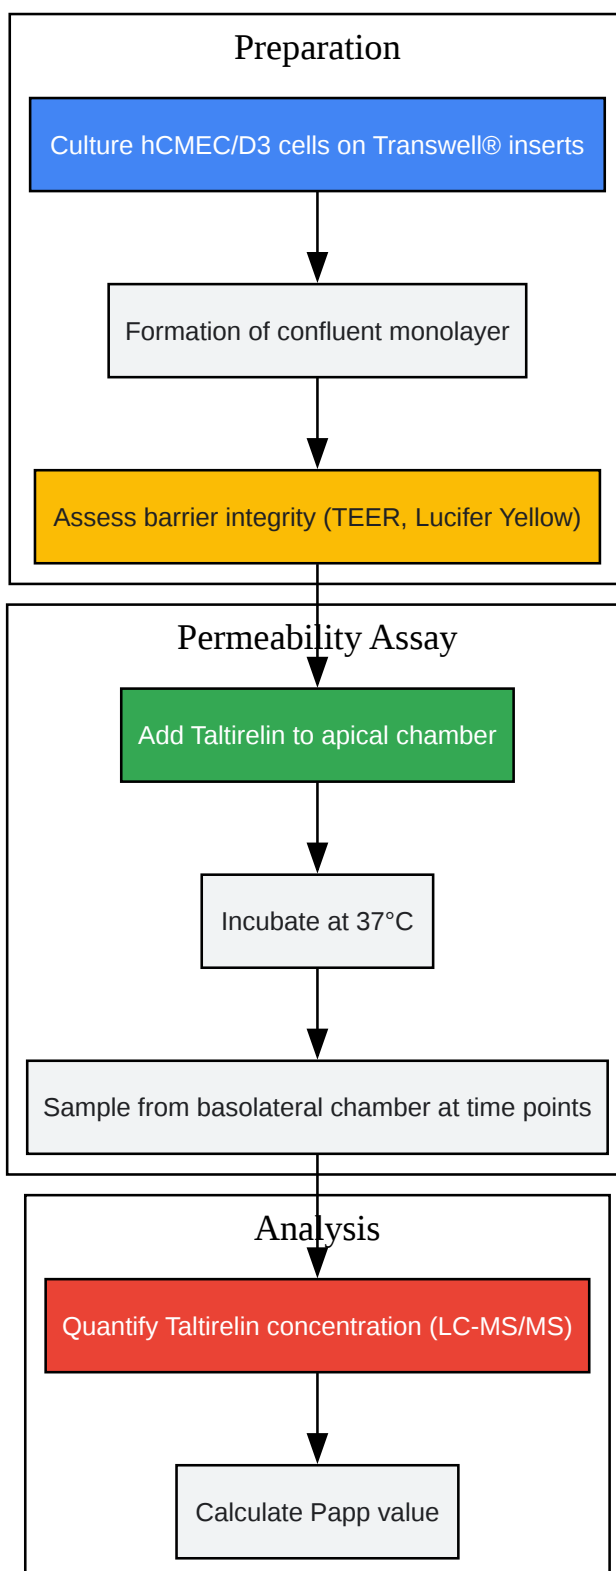 Preparation
Culture hCMEC/D3 cells on Transwell® inserts
Formation of confluent monolayer
Assess barrier integrity (TEER, Lucifer Yellow)
Permeability Assay
Add Taltirelin to apical chamber
Incubate at 37°C
Sample from basolateral chamber at time points
Analysis
Quantify Taltirelin concentration (LC-MS/MS)
Calculate Papp value